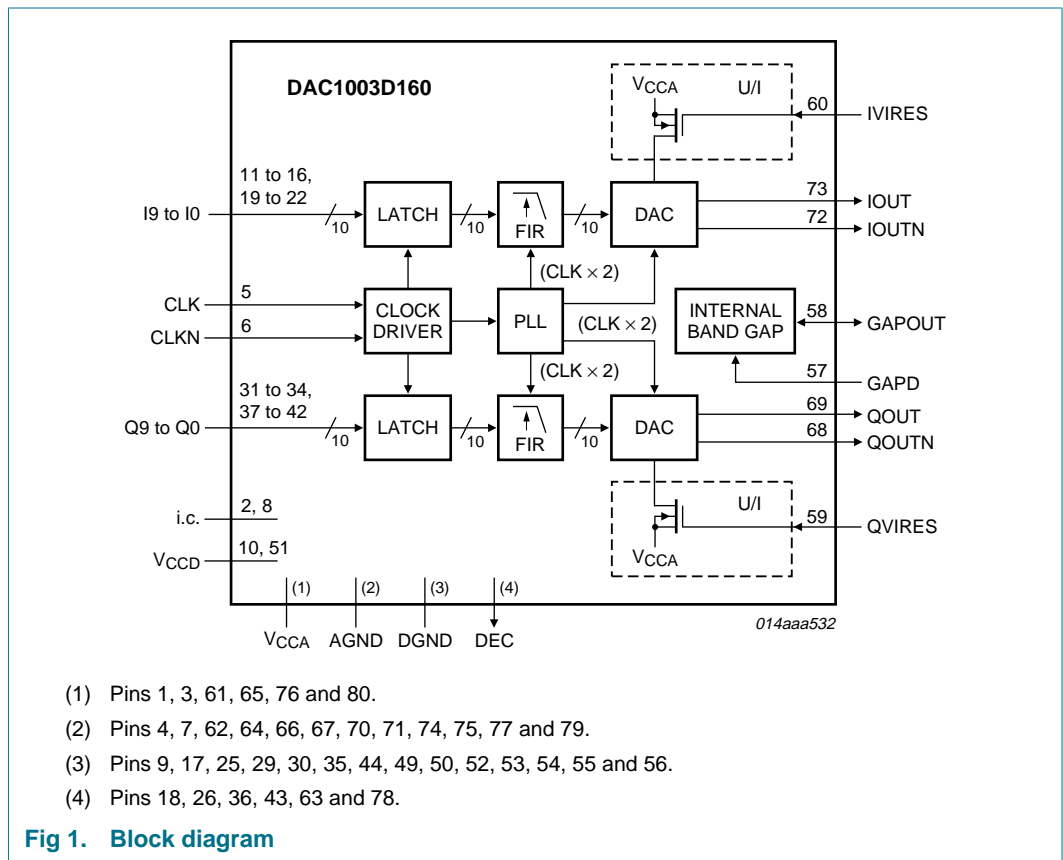 DAC1003D160
VCCA
U/I
60
IVIRES
11 to 16,
19 to 22
I9 to I0
10
LATCH
10
FIR
10
DAC
73
IOUT
72
IOUTN
(CLK × 2)
CLK
5
CLKN
6
CLOCK
DRIVER
PLL
(CLK × 2)
INTERNAL
BAND GAP
58
GAPOUT
57
GAPD
(CLK × 2)
31 to 34,
37 to 42
Q9 to Q0
10
LATCH
10
FIR
10
DAC
69
QOUT
68
QOUTN
U/I
59
QVIRES
VCCA
i.c.
2, 8
VCCD
10, 51
(1)
(2)
(3)
(4)
VCCA
AGND
DGND
DEC
014aaa532
(1) Pins 1, 3, 61, 65, 76 and 80.
(2) Pins 4, 7, 62, 64, 66, 67, 70, 71, 74, 75, 77 and 79.
(3) Pins 9, 17, 25, 29, 30, 35, 44, 49, 50, 52, 53, 54, 55 and 56.
(4) Pins 18, 26, 36, 43, 63 and 78.
Fig 1. Block diagram